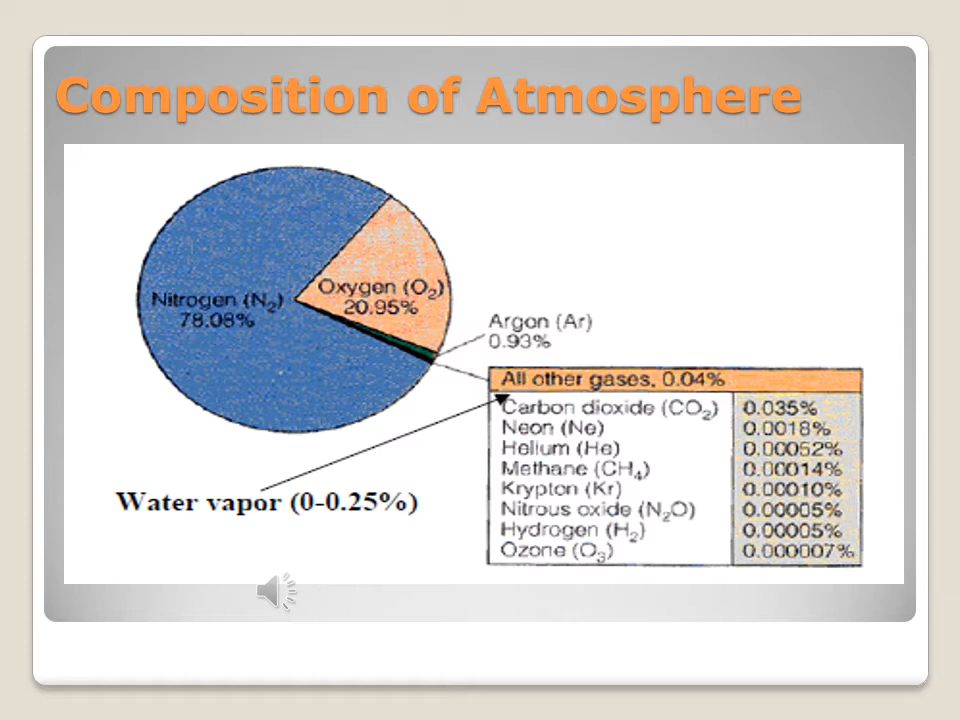 Composition of Atmosphere
Nitrogen (N2)
78.08%
Oxygen (O2)
20.95%
Argon (Ar)
0.93%
All other gases, 0.04%
Carbon dioxide (CO2) 0.035%
Neon (Ne) 0.0018%
Helium (He) 0.00052%
Methane (CH4) 0.00014%
Krypton (Kr) 0.00010%
Nitrous oxide (N2O) 0.00005%
Hydrogen (H2) 0.00005%
Ozone (O3) 0.000007%
Water vapor (0-0.25%)